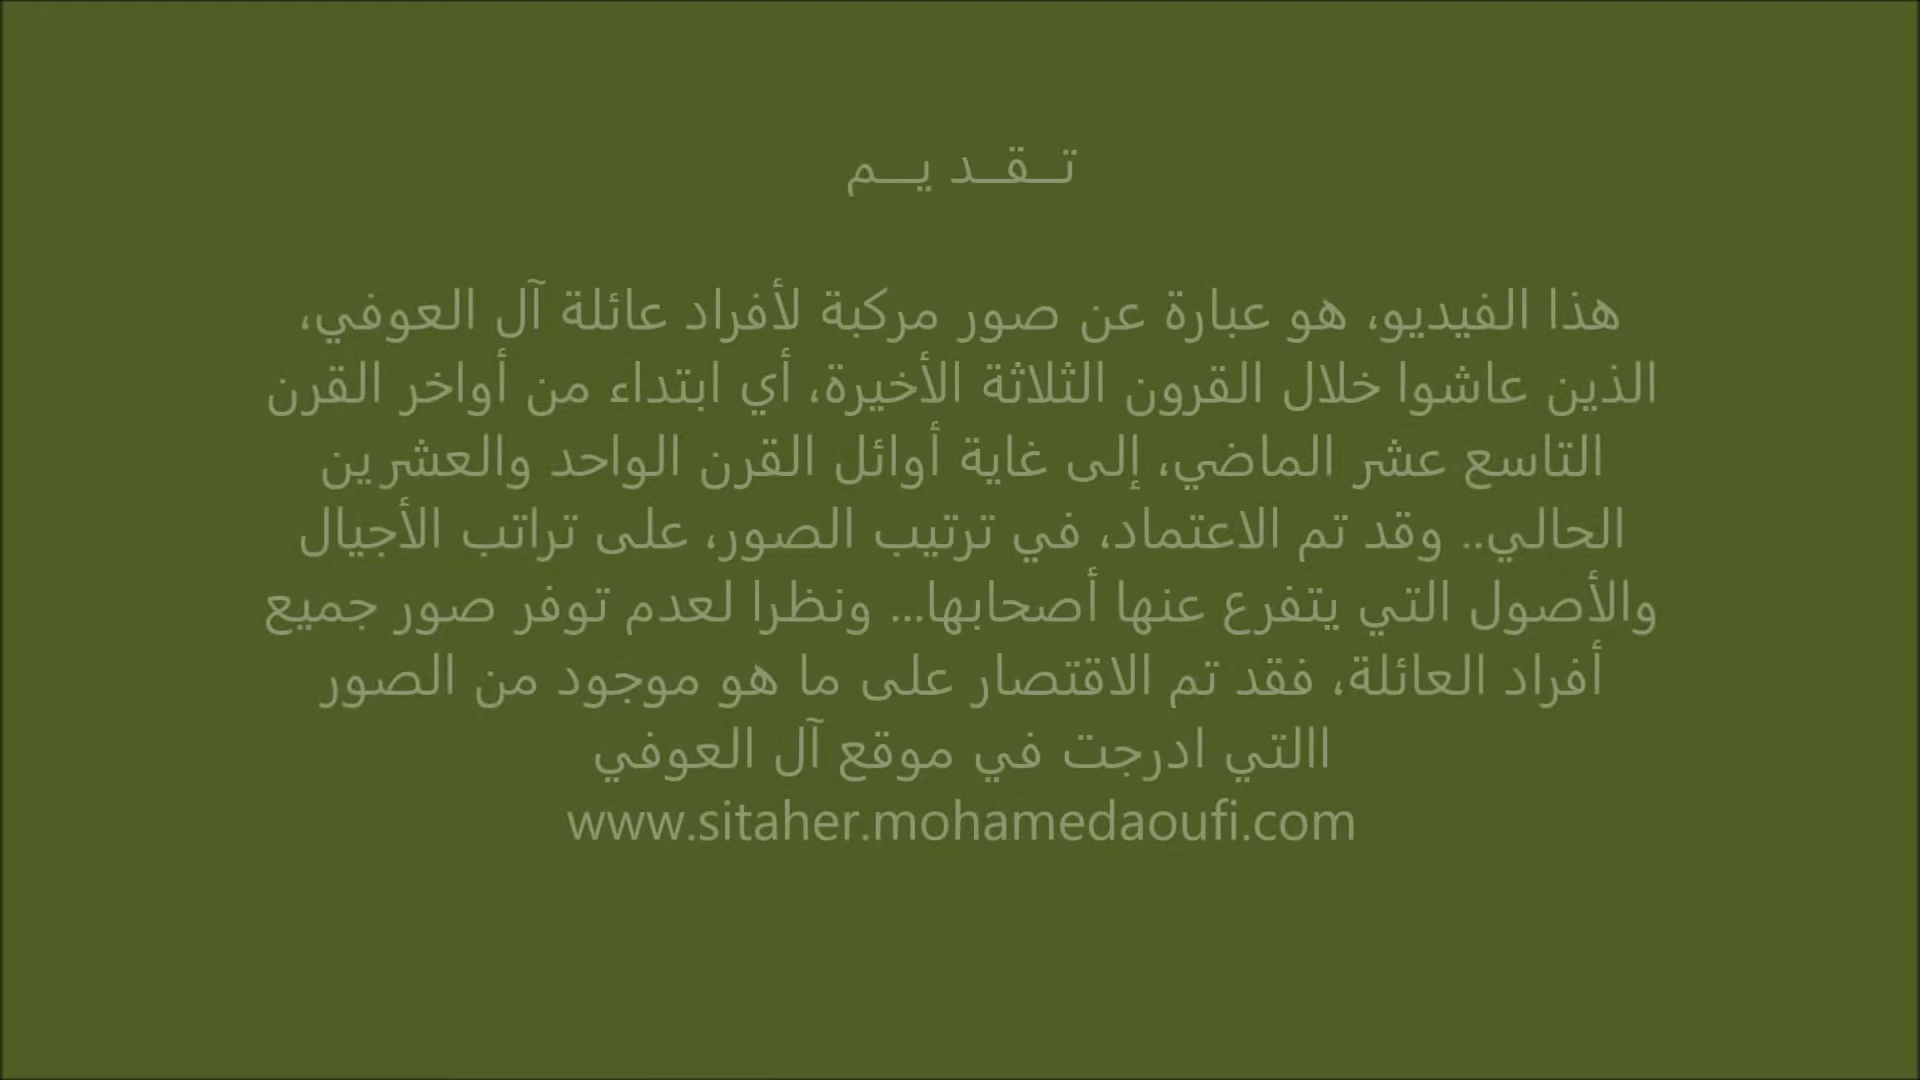 تـــقـــد يـــم
هذا الفيديو، هو عبارة عن صور مركبة لأفراد عائلة آل العوفي،
الذين عاشوا خلال القرون الثلاثة الأخيرة، أي ابتداء من أواخر القرن
التاسع عشر الماضي، إلى غاية أوائل القرن الواحد والعشرين
الحالي.. وقد تم الاعتماد، في ترتيب الصور، على تراتب الأجيال
والأصول التي يتفرع عنها أصحابها... ونظرا لعدم توفر صور جميع
أفراد العائلة، فقد تم الاقتصار على ما هو موجود من الصور
االتي ادرجت في موقع آل العوفي
www.sitaher.mohamedaoufi.com